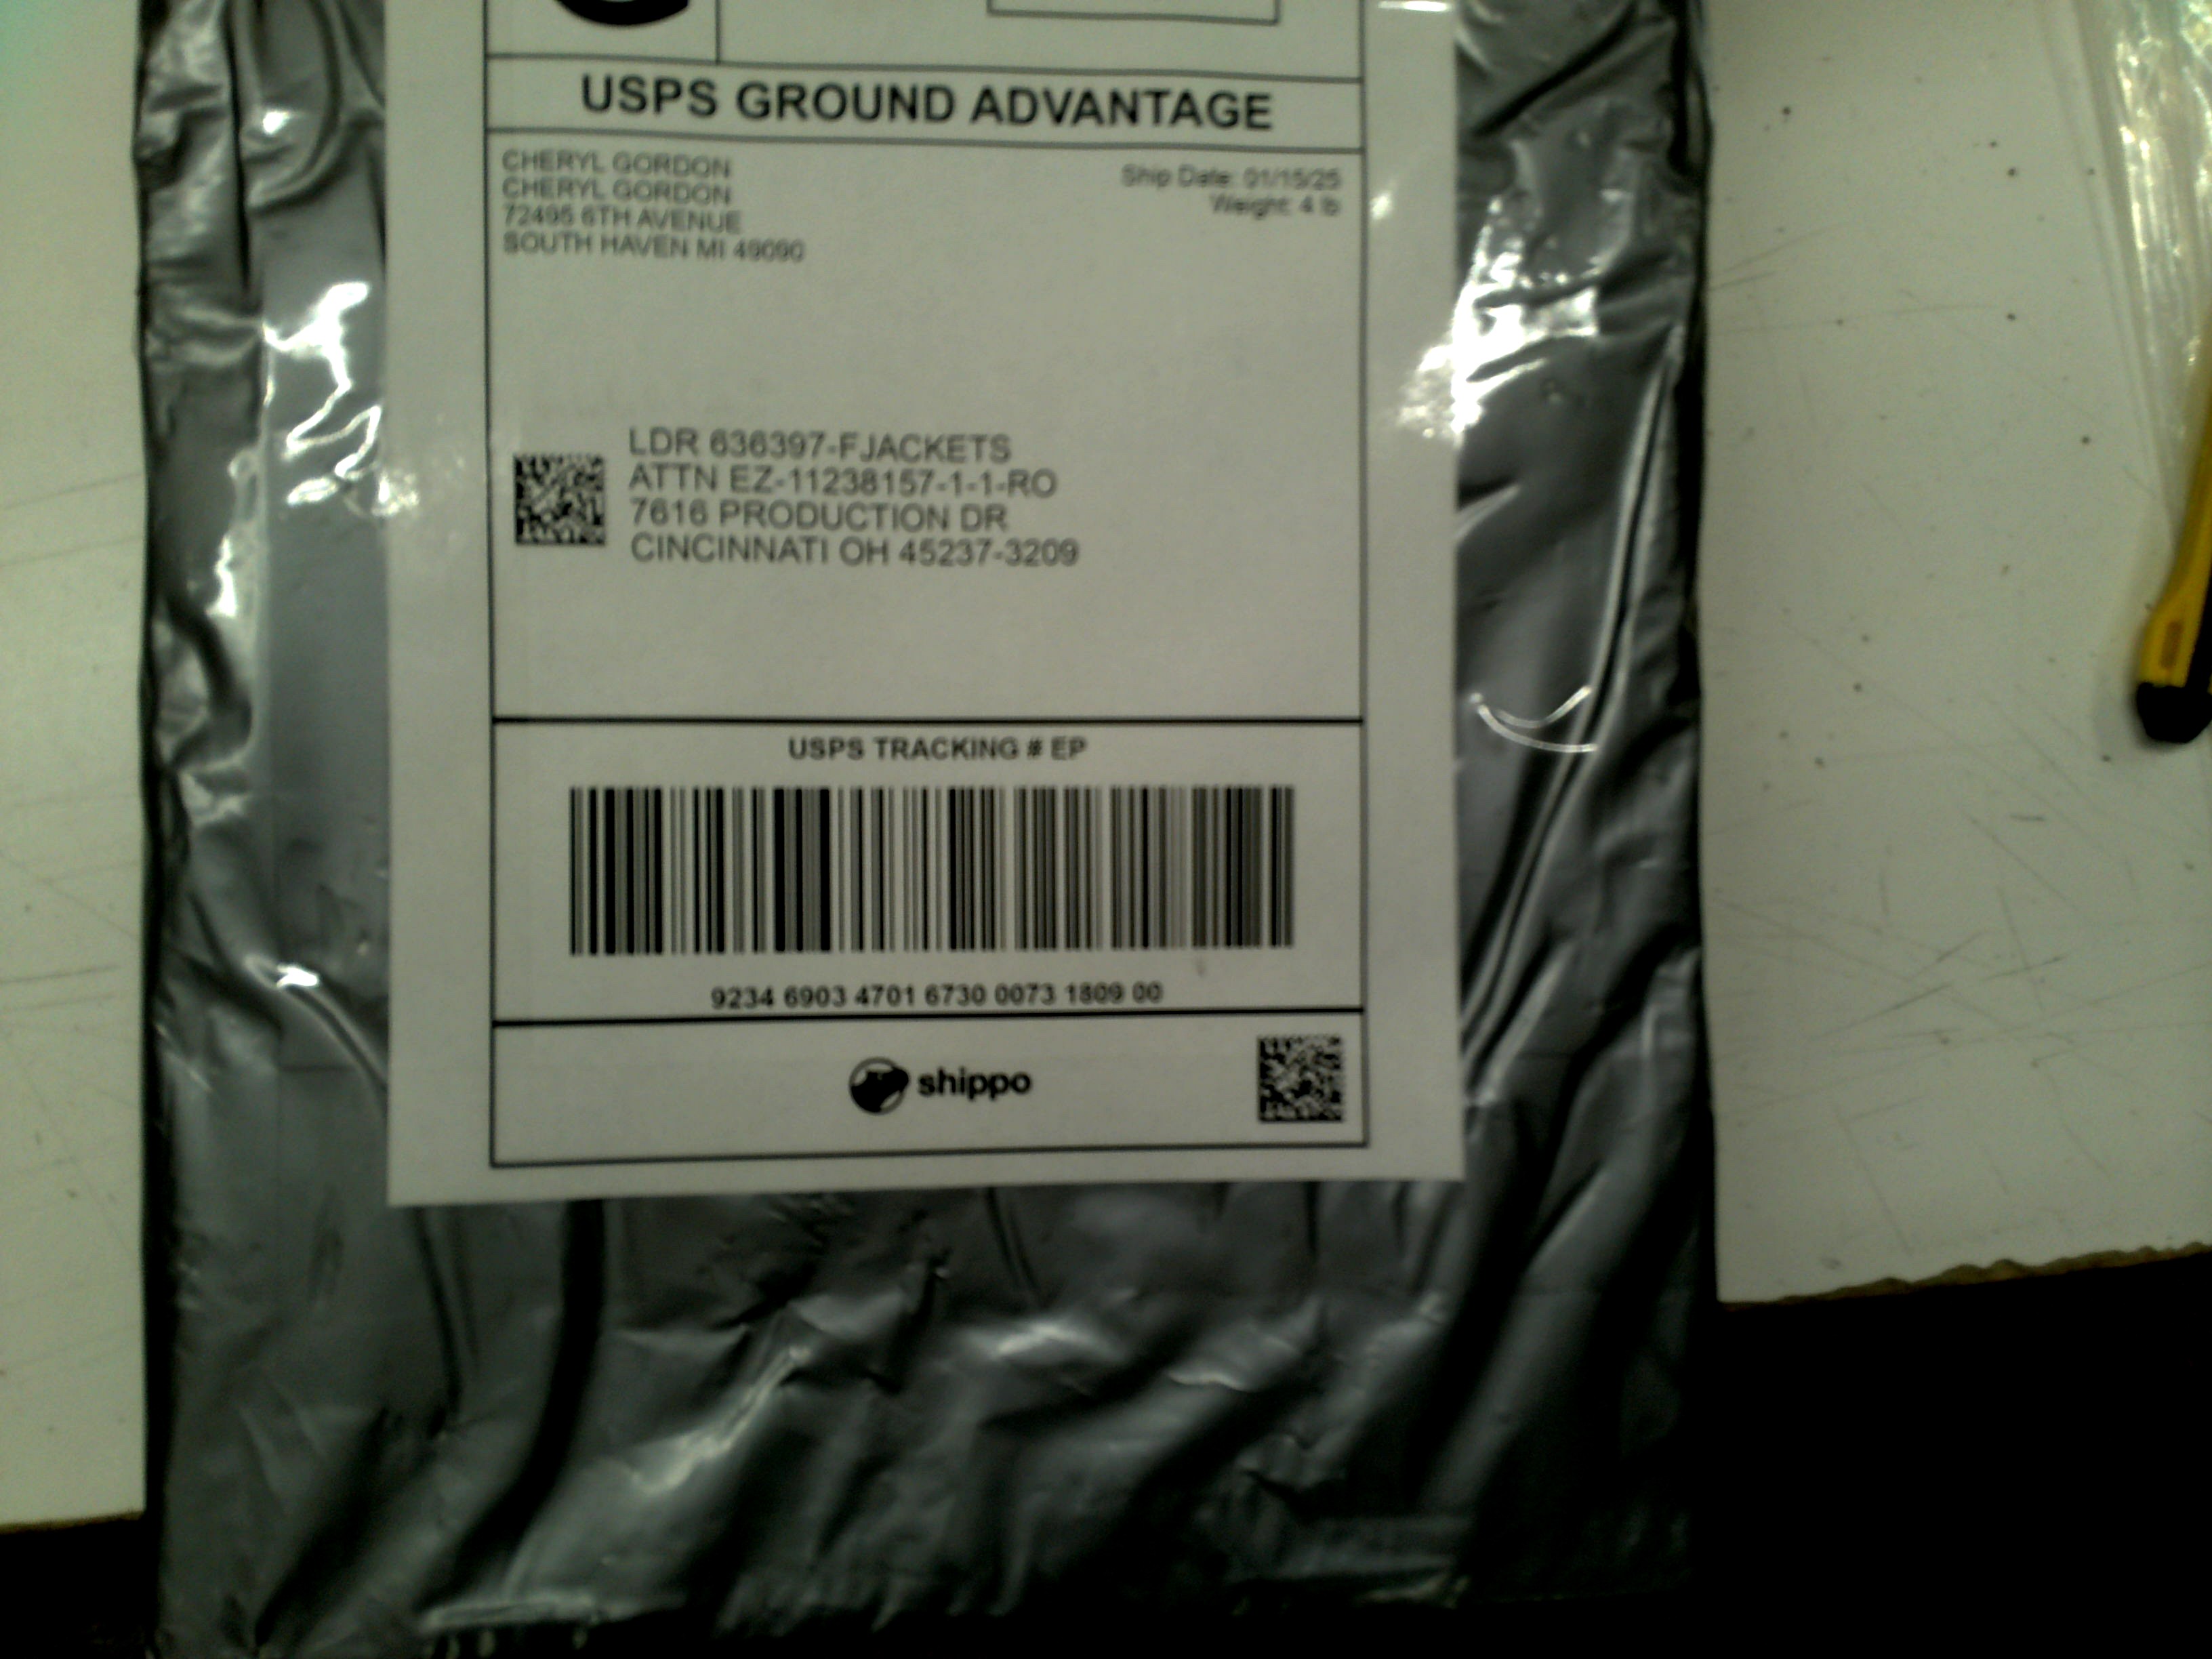 USPS GROUND ADVANTAGE
CHERYL GORDON
CHERYL GORDON
72495 6TH AVENUE
SOUTH HAVEN MI 49090
Ship Date: 01/15/25
Weight: 4 lb
LDR 636397-FJACKETS
ATTN EZ-11238157-1-1-RO
7616 PRODUCTION DR
CINCINNATI OH 45237-3209
USPS TRACKING # EP
9234 6903 4701 6730 0073 1809 00
shippo